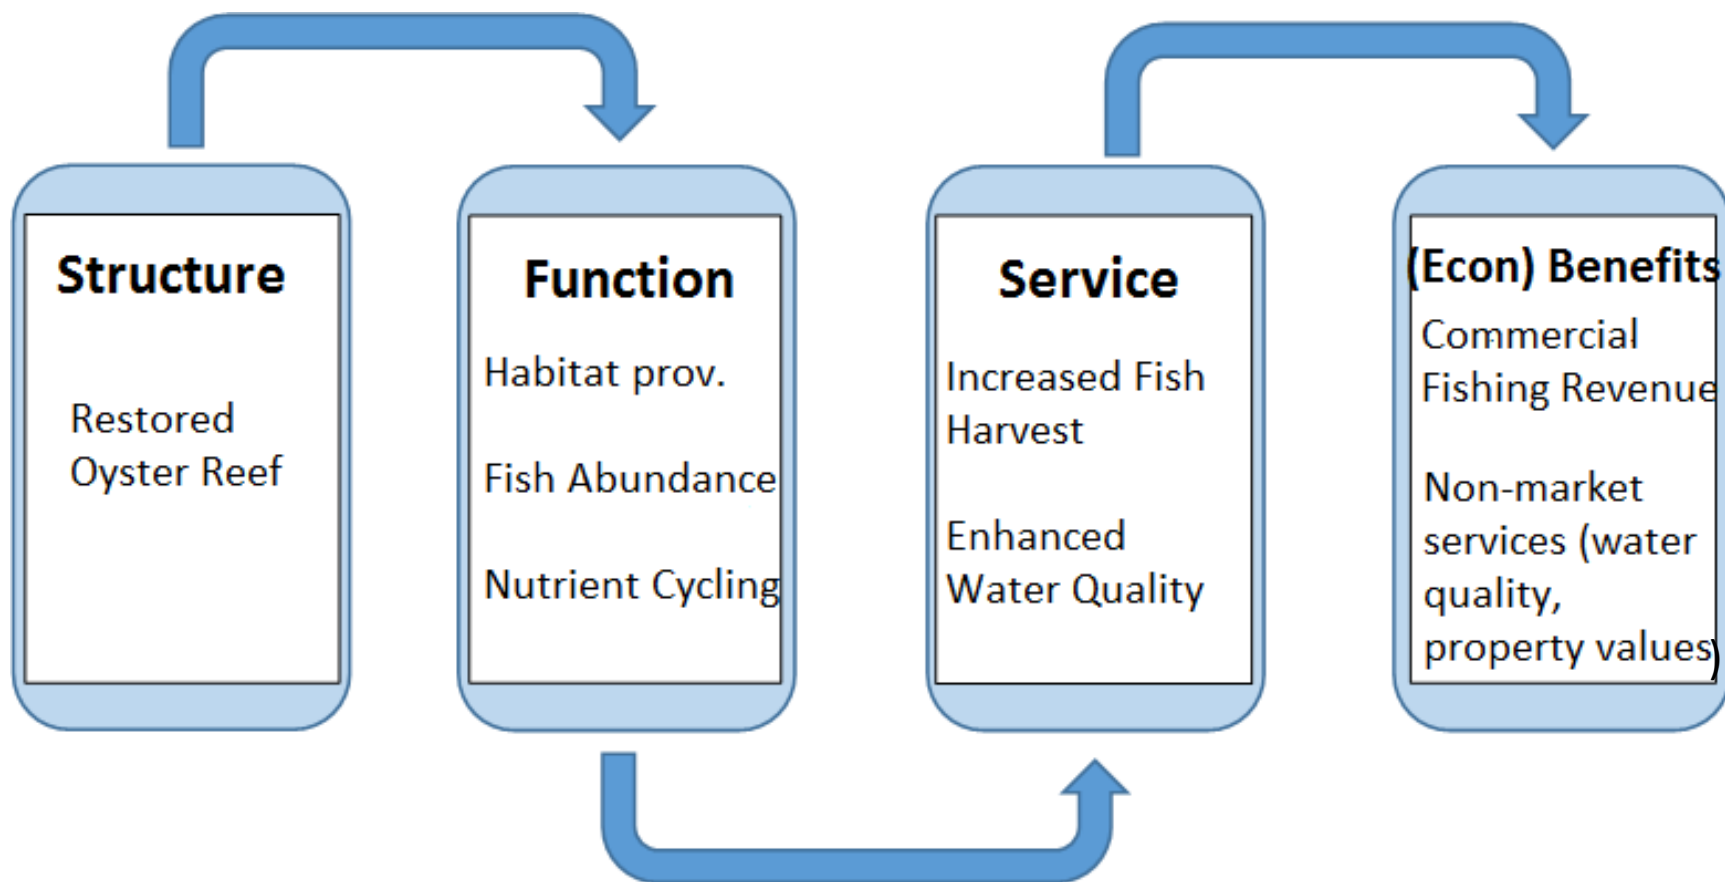 Structure
Restored
Oyster Reef
Function
Habitat prov.
Fish Abundance
Nutrient Cycling
Service
Increased Fish
Harvest
Enhanced
Water Quality
(Econ) Benefits
Commercial
Fishing Revenue
Non-market
services (water
quality,
property values)